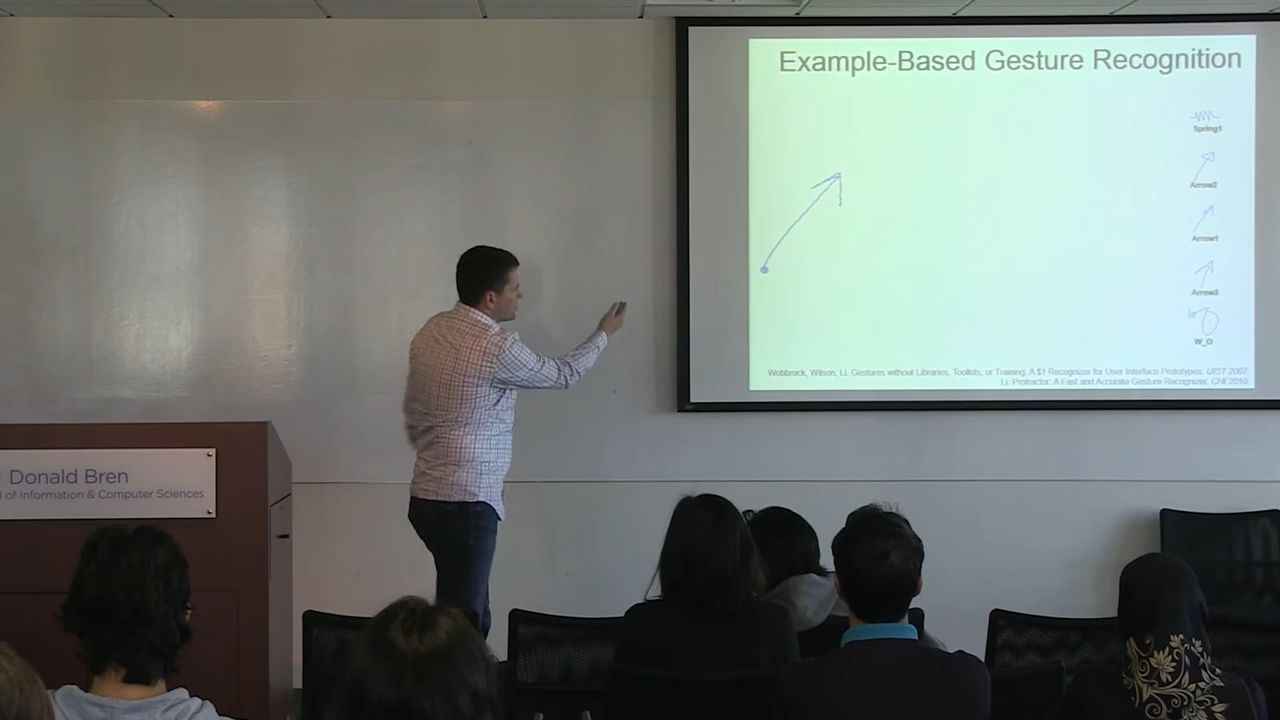 Example-Based Gesture Recognition
Spring1
Arrow2
Arrow1
Arrow3
W_O
Wobbrock, Wilson, Li. Gestures without Libraries, Toolkits, or Training: A $1 Recognizer for User Interface Prototypes. UIST 2007
Li. Protractor: A Fast and Accurate Gesture Recognizer. CHI 2010
Donald Bren
l of Information & Computer Sciences